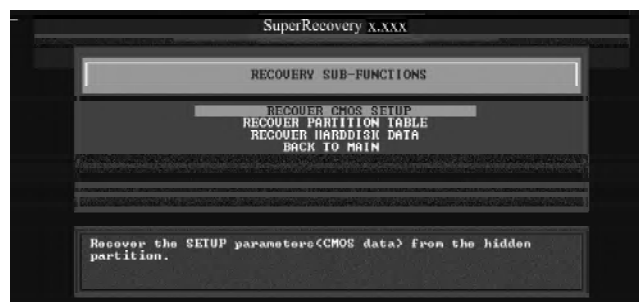 SuperRecovery x.xxx
RECOVERY SUB-FUNCTIONS
RECOVER CMOS SETUP
RECOVER PARTITION TABLE
RECOVER HARDDISK DATA
BACK TO MAIN
Recover the SETUP parameters<CMOS data> from the hidden
partition.